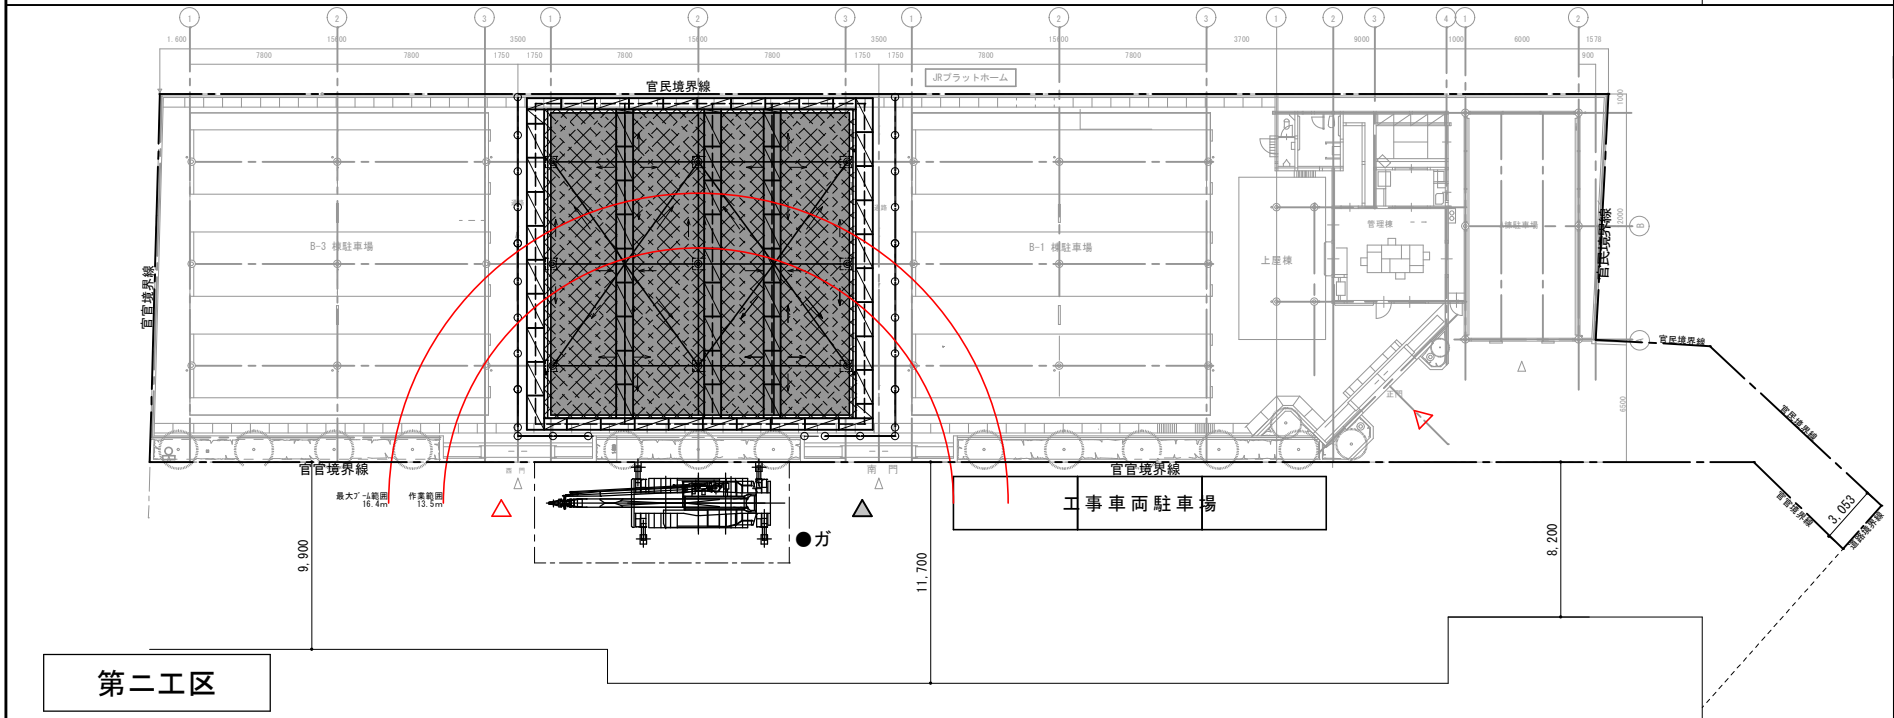 1 2 3 1 2 3 1 2 3 1 2 3 4 1 2
1,600 15600 3500 15600 3500 15600 3700 9000 1000 6000 1578
7800 7800 1750 1750 7800 7800 1750 1750 7800 7800 900
JRプラットホーム
官民境界線
1000
B-3 棟駐車場
B-1 棟駐車場
上屋棟
管理棟
棟駐車場
官民境界線
2000
B
官官境界線
官民境界線
6500
正門
官民境界線
官官境界線
西門
南門
官官境界線
最大ブーム範囲
16.4m
作業範囲
13.5m
工事車両駐車場
●ガ
官官境界線
3,053
道路境界線
9,900
11,700
8,200
第二工区